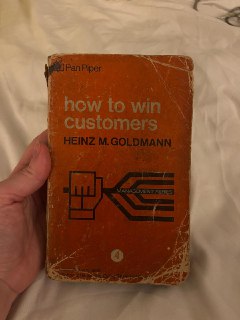 Pan Piper
how to win
customers
HEINZ M. GOLDMANN
MANAGEMENT SERIES